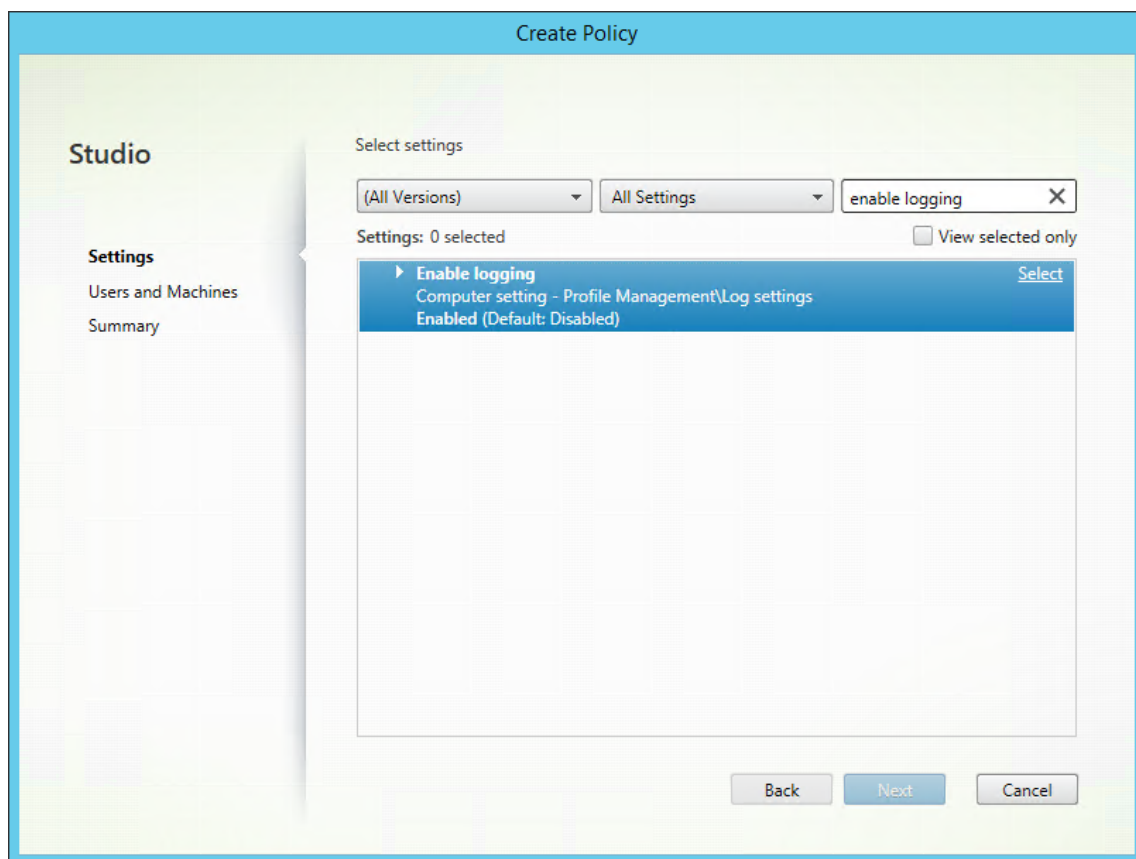 Create Policy
Studio
Settings
Users and Machines
Summary
Select settings
(All Versions)
All Settings
enable logging
Settings: 0 selected
View selected only
Enable logging
Select
Computer setting - Profile Management\Log settings
Enabled (Default: Disabled)
Back
Next
Cancel